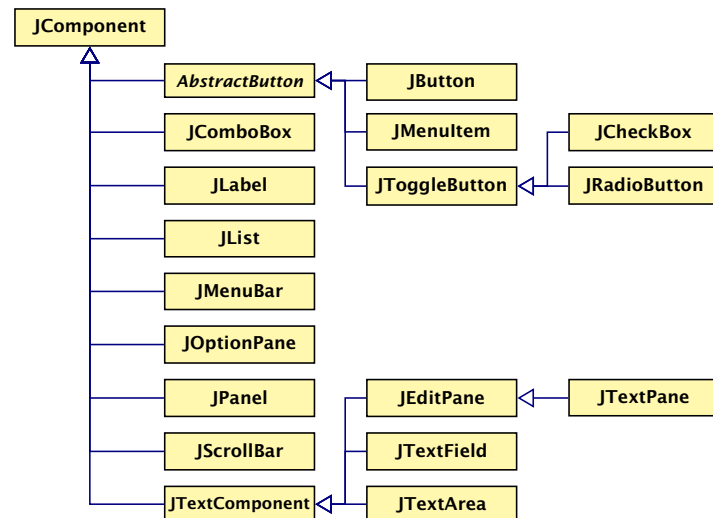 JComponent
AbstractButton
JButton
JComboBox
JMenuItem
JCheckBox
JLabel
JToggleButton
JRadioButton
JList
JMenuBar
JOptionPane
JPanel
JEditPane
JTextPane
JScrollBar
JTextField
JTextComponent
JTextArea